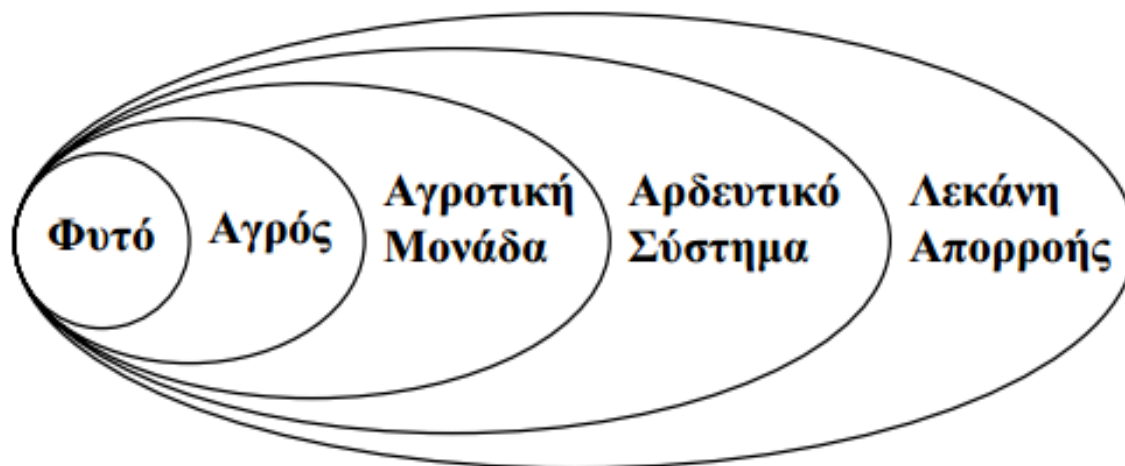 Φυτό
Αγρός
Αγροτική
Μονάδα
Αρδευτικό
Σύστημα
Λεκάνη
Απορροής